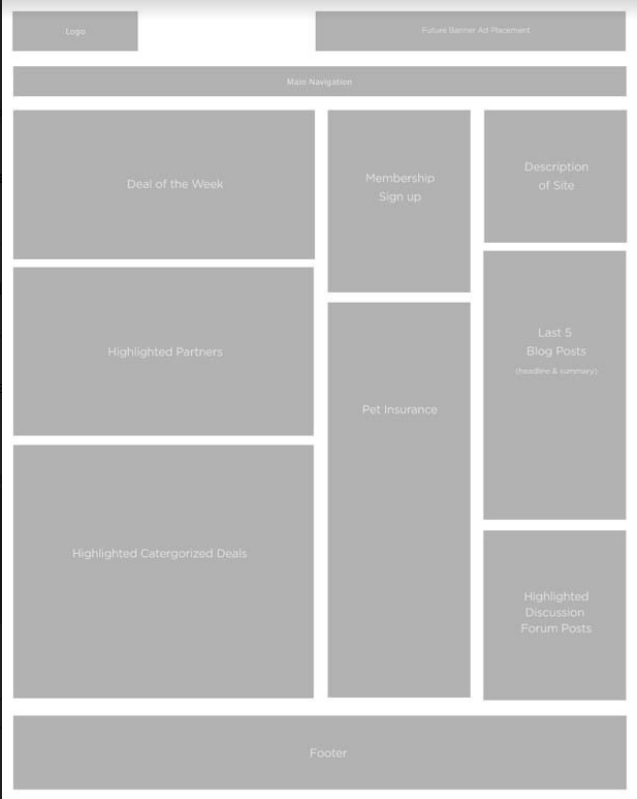 Logo
Future Banner Ad Placement
Main Navigation
Deal of the Week
Membership
Sign up
Description
of Site
Highlighted Partners
Last 5
Blog Posts
(headline & summary)
Pet Insurance
Highlighted Catergorized Deals
Highlighted
Discussion
Forum Posts
Footer